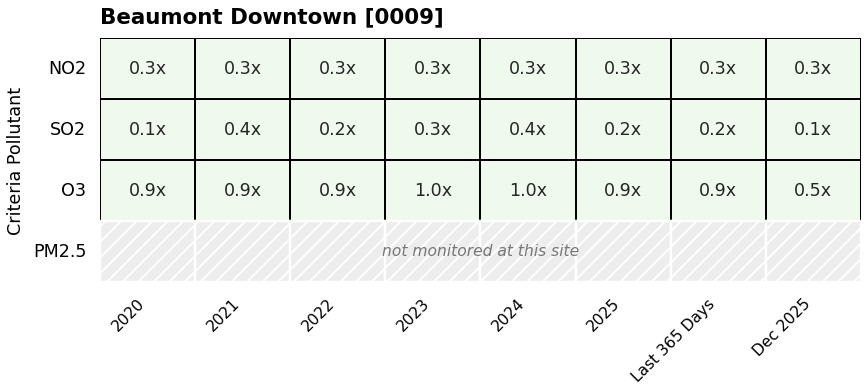 Beaumont Downtown [0009]
Criteria Pollutant
NO2 0.3x 0.3x 0.3x 0.3x 0.3x 0.3x 0.3x 0.3x
SO2 0.1x 0.4x 0.2x 0.3x 0.4x 0.2x 0.2x 0.1x
O3 0.9x 0.9x 0.9x 1.0x 1.0x 0.9x 0.9x 0.5x
PM2.5 not monitored at this site
2020 2021 2022 2023 2024 2025 Last 365 Days Dec 2025